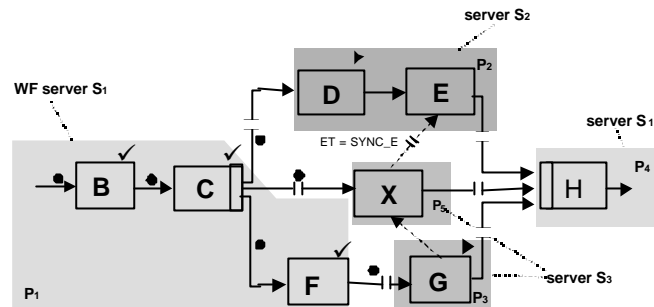 server S2
WF server S1
P2
D
E
server S1
ET = SYNC_E
P4
B
C
X
H
P5
F
G
server S3
P1
P3